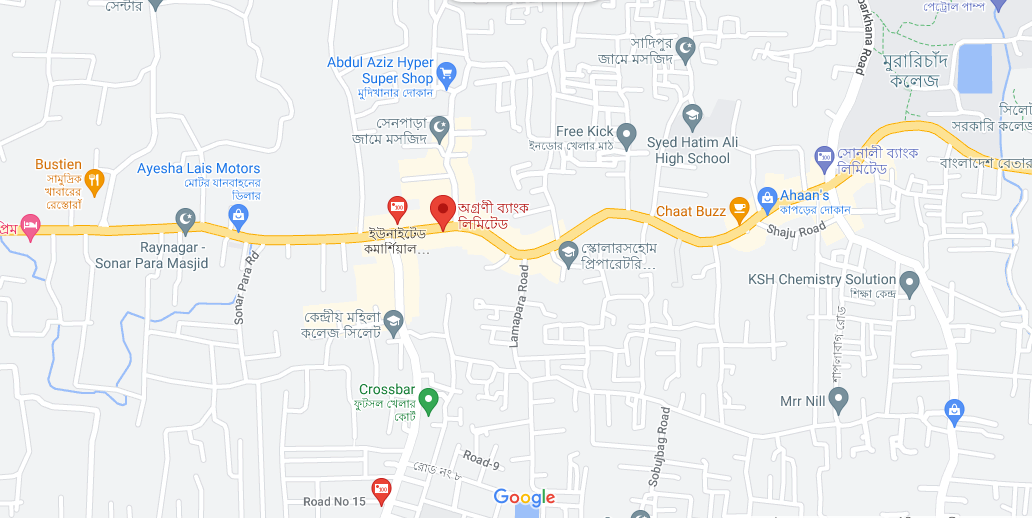 সেন্টার
পেট্রোল পাম্প
arkhana Road
সাদিপুর
জামে মসজিদ
মুরারিচাঁদ
কলেজ
Abdul Aziz Hyper
Super Shop
মুদিখানার দোকান
সিলেট
সরকারি কলেজ
সেনপাড়া
জামে মসজিদ
Free Kick
ইনডোর খেলার মাঠ
Syed Hatim Ali
High School
সোনালী ব্যাংক
লিমিটেড
বাংলাদেশ বেতার
Bustien
সামুদ্রিক
খাবারের
রেস্তোরাঁ
Ayesha Lais Motors
মোটর যানবাহনের
ডিলার
Ahaan's
কাপড়ের দোকান
অগ্রণী ব্যাংক
লিমিটেড
Chaat Buzz
প্রিম
Shaju Road
ইউনাইটেড
কমার্শিয়াল...
Raynagar -
Sonar Para Masjid
স্কোলারসহোম
প্রিপারেটরি...
Sonar Para Rd
Lamapara Road
KSH Chemistry Solution
শিক্ষা কেন্দ্র
কেন্দ্রীয় মহিলা
কলেজ সিলেট
শাপলাবাগ রোড
Crossbar
ফুটসল খেলার
কোর্ট
Mrr Nill
Sobujbag Road
Road-9
রোড নং ৮
Road No 15
Google